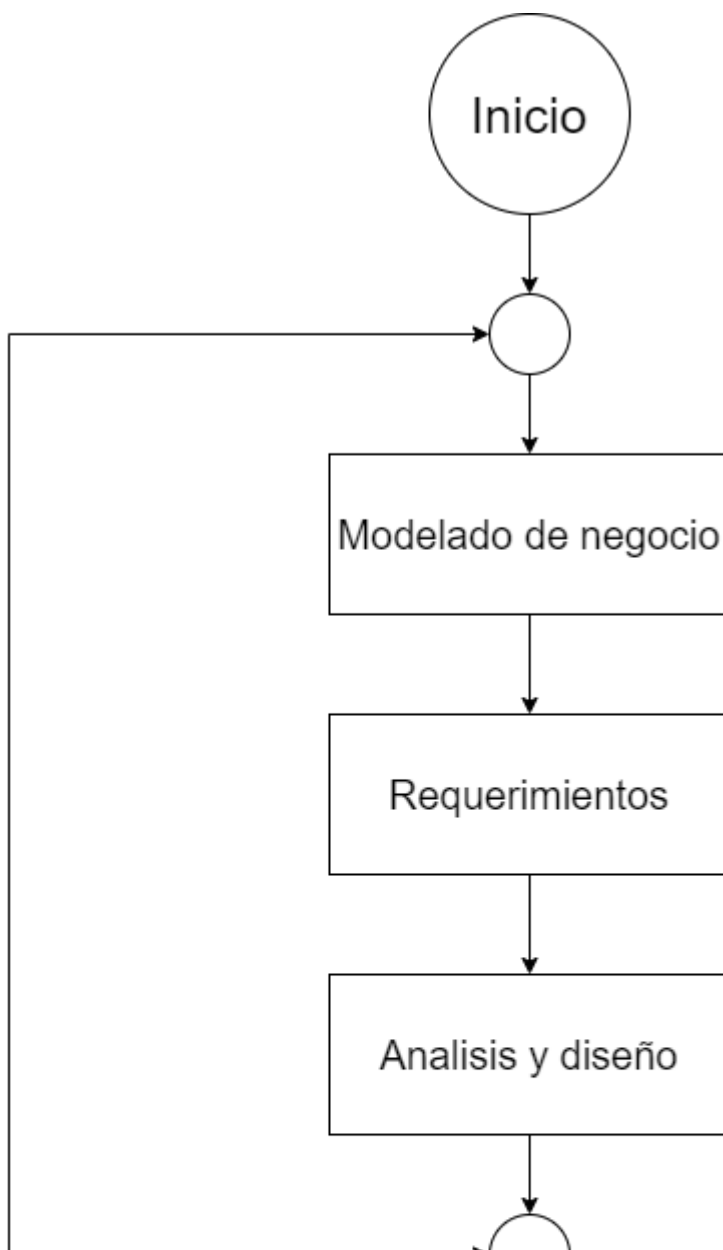 Inicio
Modelado de negocio
Requerimientos
Analisis y diseño